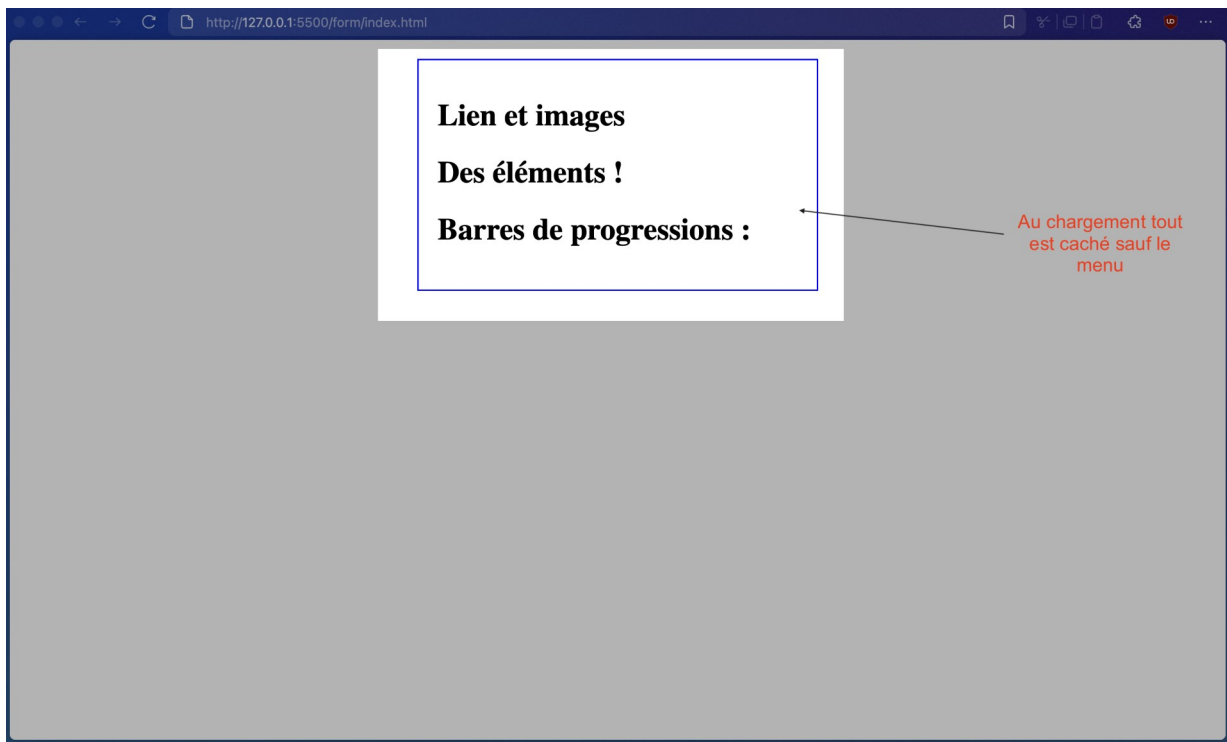 http://127.0.0.1:5500/form/index.html
Lien et images
Des éléments !
Barres de progressions :
Au chargement tout
est caché sauf le
menu